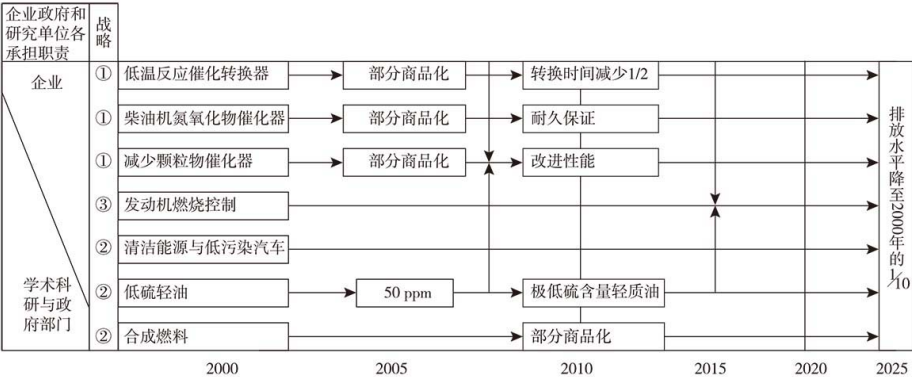 企业政府和
研究单位各
承担职责
战略
企业
① 低温反应催化转换器 部分商品化 转换时间减少1/2
① 柴油机氮氧化物催化器 部分商品化 耐久保证
① 减少颗粒物催化器 部分商品化 改进性能
③ 发动机燃烧控制
② 清洁能源与低污染汽车
学术科
研与政
府部门
② 低硫轻油 50 ppm 极低硫含量轻质油
② 合成燃料 部分商品化
排放水平降至2000年的1/10
2000 2005 2010 2015 2020 2025